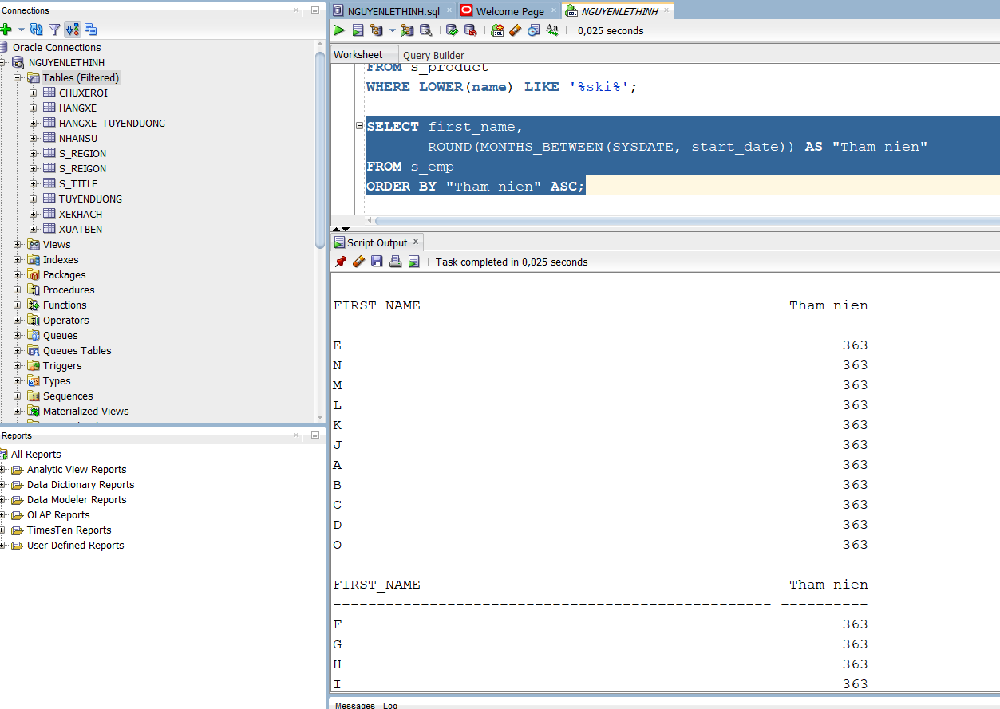 Connections
Oracle Connections
NGUYENLETHINH
Tables (Filtered)
CHUXEROI
HANGXE
HANGXE_TUYENDUONG
NHANSU
S_REGION
S_REIGON
S_TITLE
TUYENDUONG
XEKHACH
XUATBEN
Views
Indexes
Packages
Procedures
Functions
Operators
Queues
Queues Tables
Triggers
Types
Sequences
Materialized Views
Reports
All Reports
Analytic View Reports
Data Dictionary Reports
Data Modeler Reports
OLAP Reports
TimesTen Reports
User Defined Reports
NGUYENLETHINH.sql Welcome Page NGUYENLETHINH
0,025 seconds
Worksheet Query Builder
FROM s_product
WHERE LOWER(name) LIKE '%ski%';
SELECT first_name,
ROUND(MONTHS_BETWEEN(SYSDATE, start_date)) AS "Tham nien"
FROM s_emp
ORDER BY "Tham nien" ASC;
Script Output
Task completed in 0,025 seconds
FIRST_NAME Tham nien
-------------------------------------------------- ----------
E 363
N 363
M 363
L 363
K 363
J 363
A 363
B 363
C 363
D 363
O 363
FIRST_NAME Tham nien
-------------------------------------------------- ----------
F 363
G 363
H 363
I 363
Messages - Log